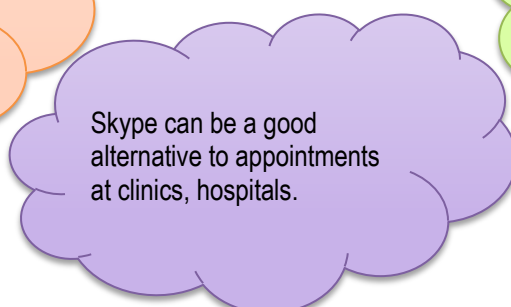 Skype can be a good
alternative to appointments
at clinics, hospitals.